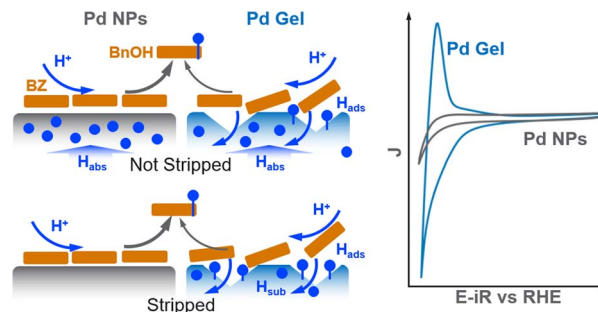 Pd NPs
Pd Gel
BnOH
H+
H+
BZ
Hads
Habs
Habs
Not Stripped
H+
H+
Hads
Hsub
Stripped
Pd Gel
Pd NPs
J
E-iR vs RHE